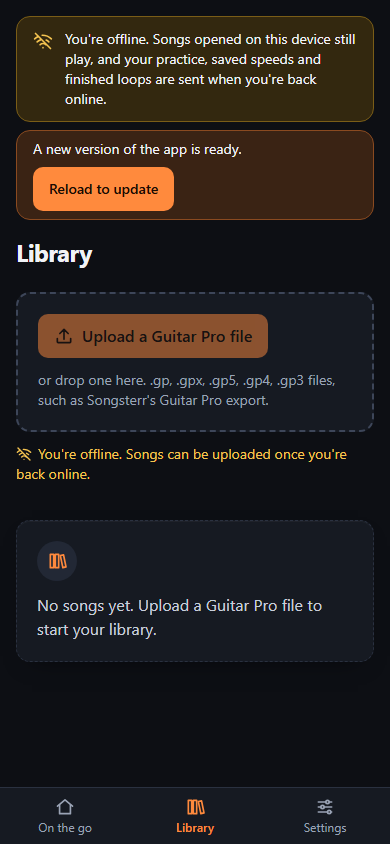 You're offline. Songs opened on this device still
play, and your practice, saved speeds and
finished loops are sent when you're back
online.
A new version of the app is ready.
Reload to update
Library
Upload a Guitar Pro file
or drop one here. .gp, .gpx, .gp5, .gp4, .gp3 files,
such as Songsterr's Guitar Pro export.
You're offline. Songs can be uploaded once you're
back online.
No songs yet. Upload a Guitar Pro file to
start your library.
On the go
Library
Settings